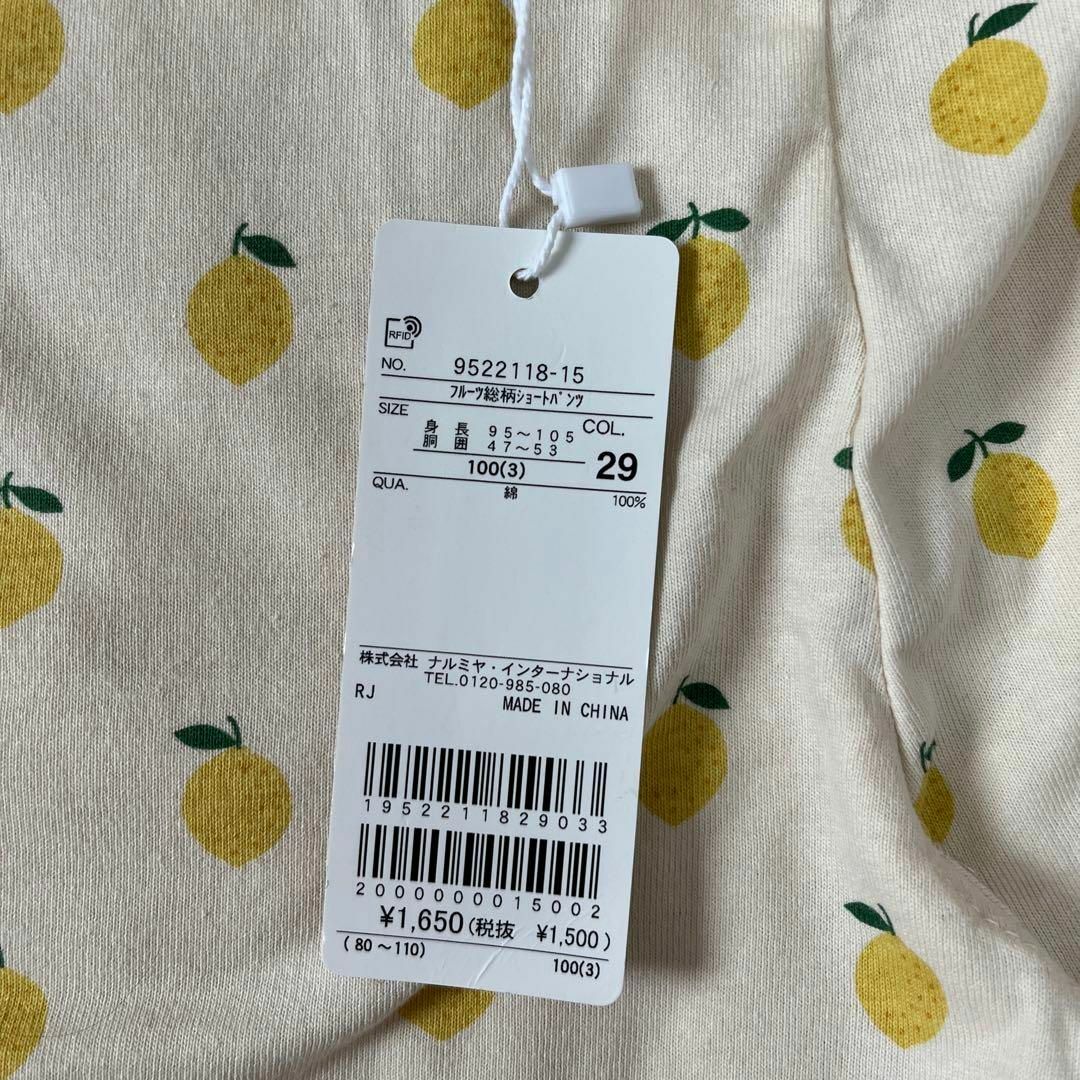 RFID
NO. 9522118-15
ﾌﾙｰﾂ総柄ｼｮｰﾄﾊﾟﾝﾂ
SIZE
身長 95～105 COL.
胴囲 47～53
100(3) 29
QUA.
綿 100%
株式会社 ナルミヤ・インターナショナル
TEL.0120-985-080
RJ MADE IN CHINA
1952211829033
2000000015002
¥1,650(税抜 ¥1,500)
(80～110) 100(3)